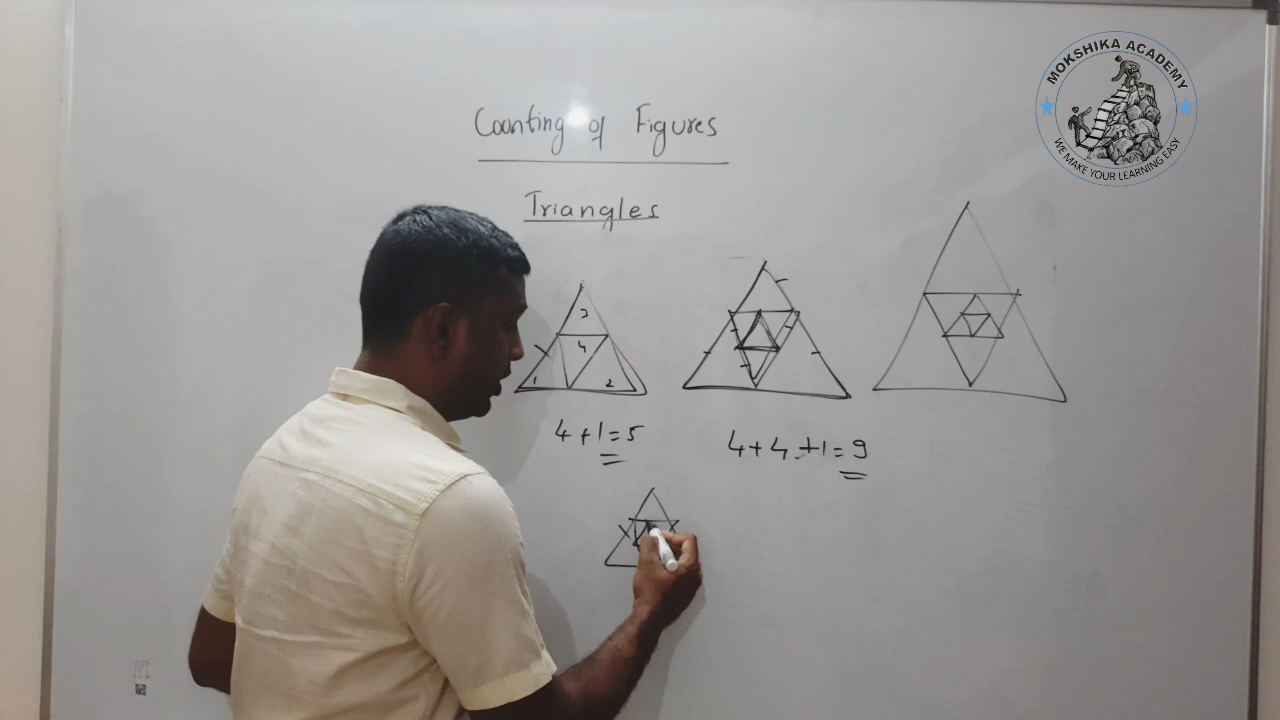 MOKSHIKA ACADEMY
WE MAKE YOUR LEARNING EASY
Counting of Figures
Triangles
3
4
1 2
4 + 1 = 5
4 + 4 + 1 = 9